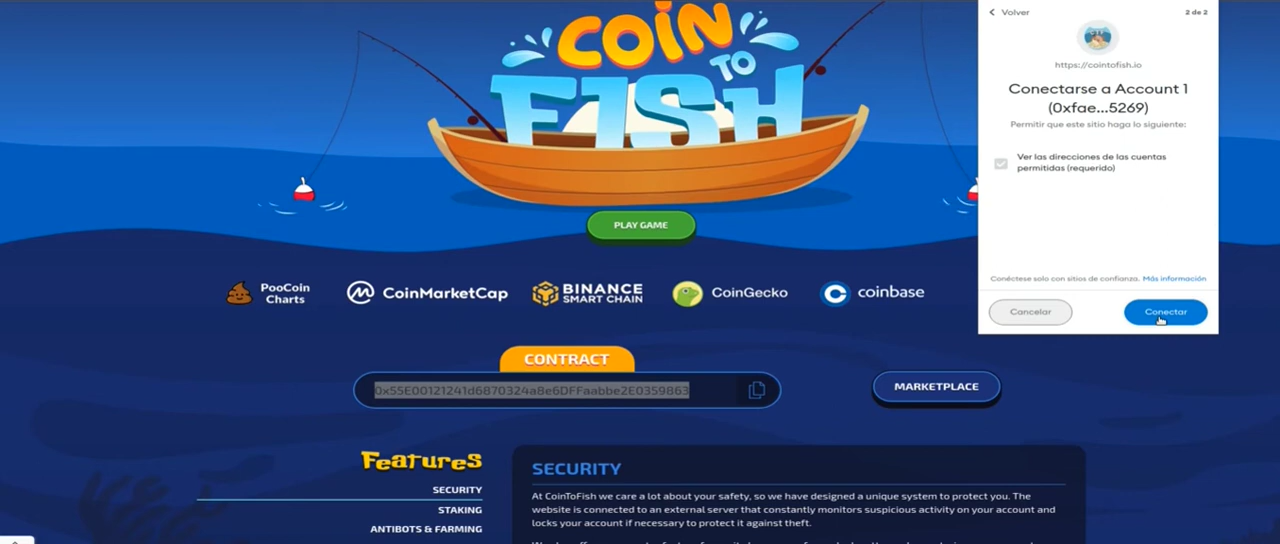 COIN
TO
FISH
PLAY GAME
Volver
2 de 2
https://cointofish.io
Conectarse a Account 1
(0xfae...5269)
Permitir que este sitio haga lo siguiente:
Ver las direcciones de las cuentas
permitidas (requerido)
Conéctese solo con sitios de confianza. Más información
Cancelar
Conectar
PooCoin
Charts
CoinMarketCap
BINANCE
SMART CHAIN
CoinGecko
coinbase
CONTRACT
0x55E00121241d6870324a8e6DFFaabbe2E0359863
MARKETPLACE
Features
SECURITY
STAKING
ANTIBOTS & FARMING
SECURITY
At CoinToFish we care a lot about your safety, so we have designed a unique system to protect you. The
website is connected to an external server that constantly monitors suspicious activity on your account and
locks your account if necessary to protect it against theft.